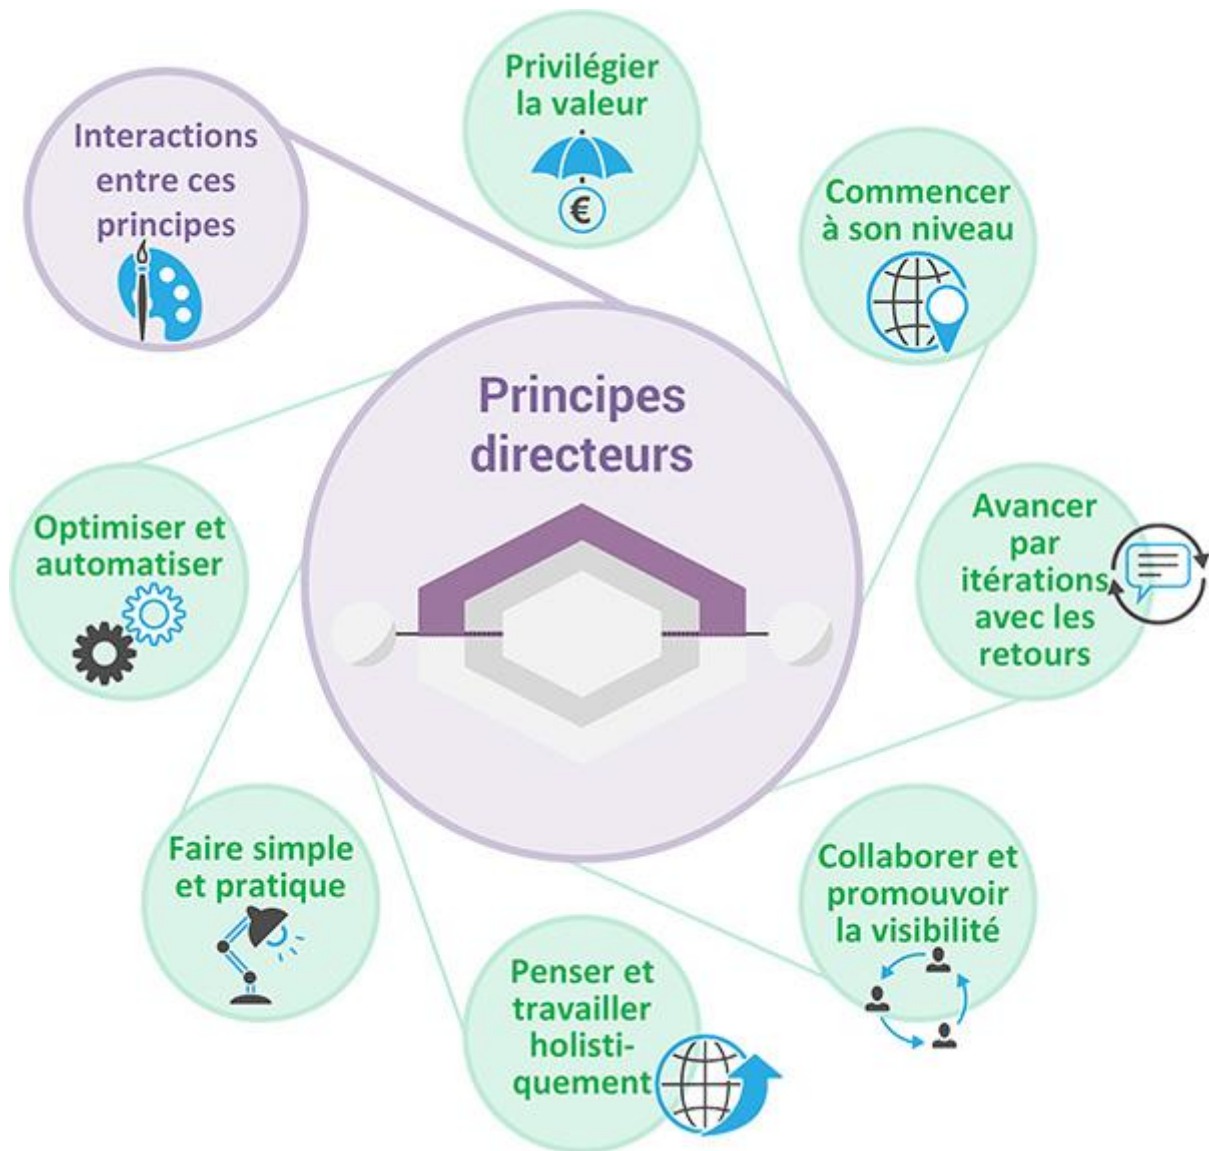 Privilégier
la valeur
€
Interactions
entre ces
principes
Commencer
à son niveau
Principes
directeurs
Avancer
par
itérations
avec les
retours
Optimiser et
automatiser
Faire simple
et pratique
Collaborer et
promouvoir
la visibilité
Penser et
travailler
holisti-
quement